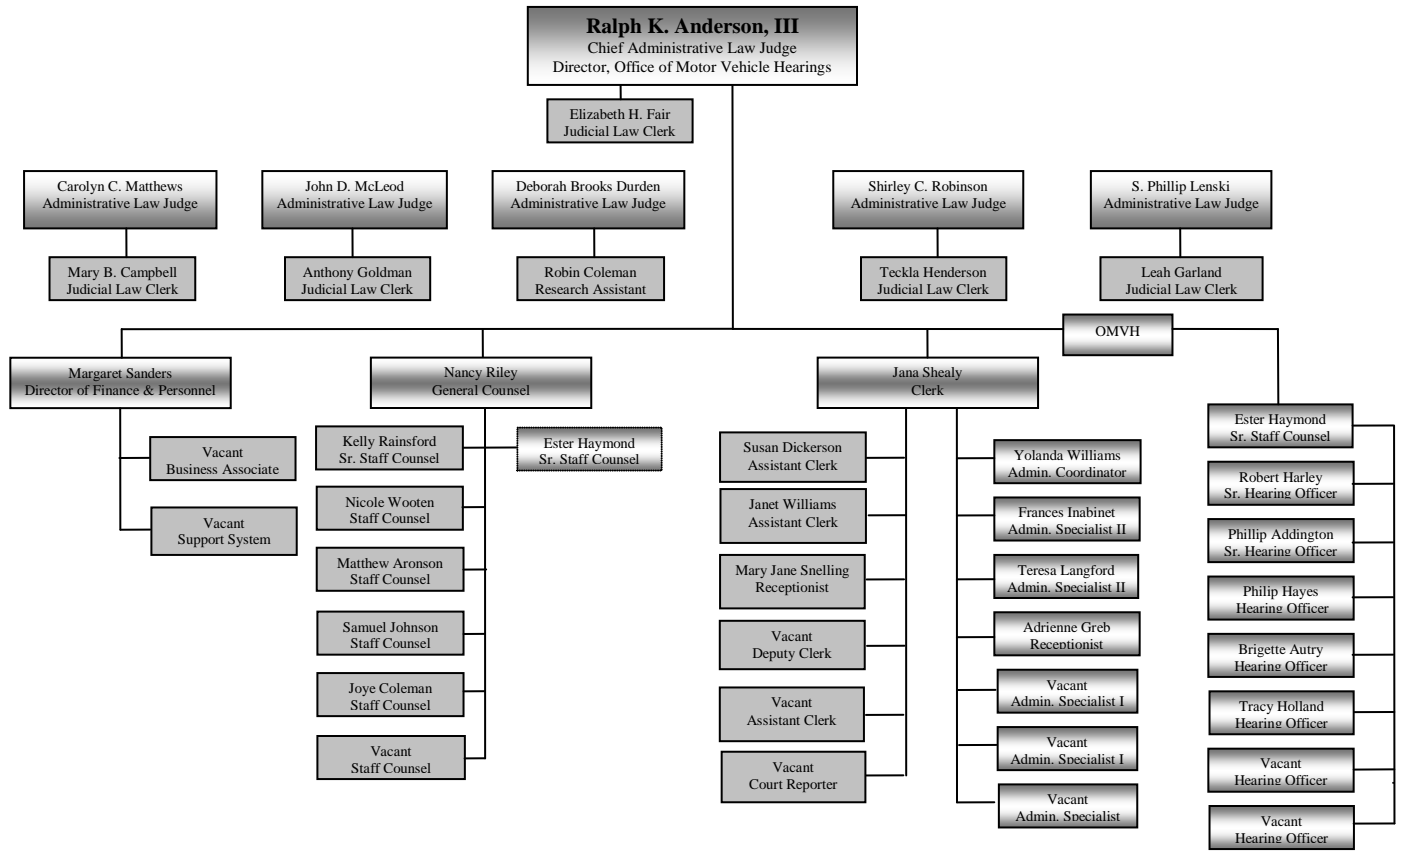 Ralph K. Anderson, III
Chief Administrative Law Judge
Director, Office of Motor Vehicle Hearings
Elizabeth H. Fair
Judicial Law Clerk
Carolyn C. Matthews
Administrative Law Judge
John D. McLeod
Administrative Law Judge
Deborah Brooks Durden
Administrative Law Judge
Shirley C. Robinson
Administrative Law Judge
S. Phillip Lenski
Administrative Law Judge
Mary B. Campbell
Judicial Law Clerk
Anthony Goldman
Judicial Law Clerk
Robin Coleman
Research Assistant
Teckla Henderson
Judicial Law Clerk
Leah Garland
Judicial Law Clerk
OMVH
Margaret Sanders
Director of Finance & Personnel
Vacant
Business Associate
Vacant
Support System
Nancy Riley
General Counsel
Kelly Rainsford
Sr. Staff Counsel
Ester Haymond
Sr. Staff Counsel
Nicole Wooten
Staff Counsel
Matthew Aronson
Staff Counsel
Samuel Johnson
Staff Counsel
Joye Coleman
Staff Counsel
Vacant
Staff Counsel
Jana Shealy
Clerk
Susan Dickerson
Assistant Clerk
Janet Williams
Assistant Clerk
Mary Jane Snelling
Receptionist
Vacant
Deputy Clerk
Vacant
Assistant Clerk
Vacant
Court Reporter
Yolanda Williams
Admin. Coordinator
Frances Inabinet
Admin. Specialist II
Teresa Langford
Admin. Specialist II
Adrienne Greb
Receptionist
Vacant
Admin. Specialist I
Vacant
Admin. Specialist I
Vacant
Admin. Specialist
Ester Haymond
Sr. Staff Counsel
Robert Harley
Sr. Hearing Officer
Phillip Addington
Sr. Hearing Officer
Philip Hayes
Hearing Officer
Brigette Autry
Hearing Officer
Tracy Holland
Hearing Officer
Vacant
Hearing Officer
Vacant
Hearing Officer